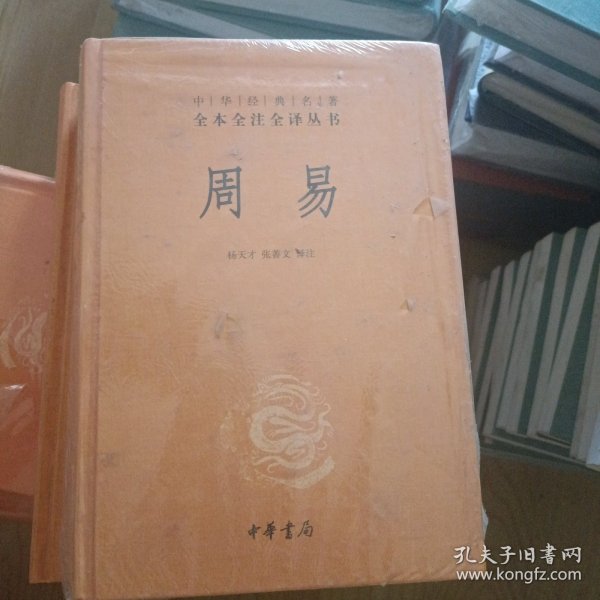 中华经典名著
全本全注全译丛书
周易
杨天才 张善文 译注
中華書局
孔夫子旧书网
www.kongfz.com